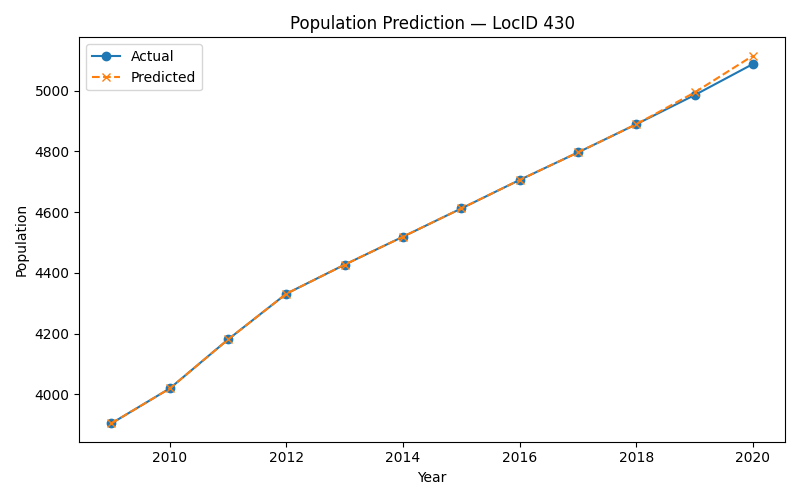 Population Prediction — LocID 430
Actual
Predicted
Population
5000
4800
4600
4400
4200
4000
2010 2012 2014 2016 2018 2020
Year